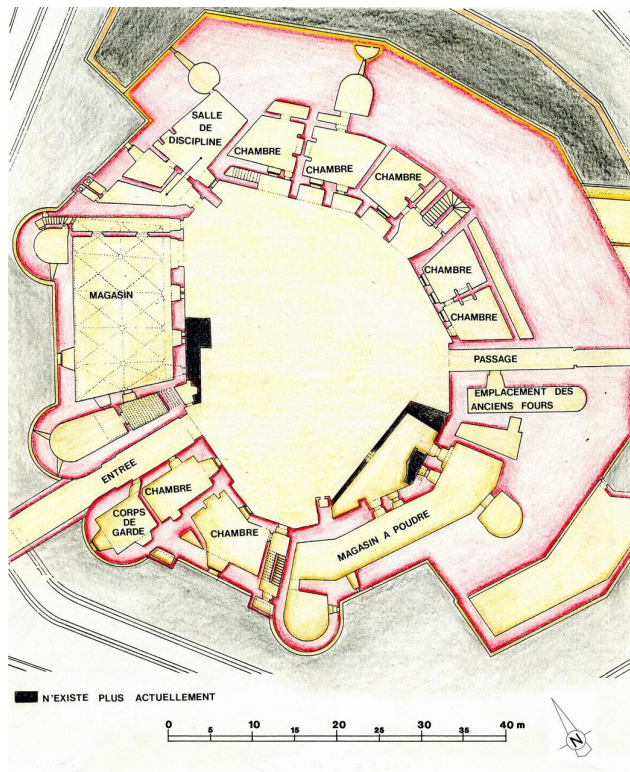 SALLE
DE
DISCIPLINE
CHAMBRE
CHAMBRE
CHAMBRE
CHAMBRE
CHAMBRE
MAGASIN
PASSAGE
EMPLACEMENT DES
ANCIENS FOURS
ENTREE
CHAMBRE
CORPS
DE
GARDE
CHAMBRE
MAGASIN A POUDRE
N'EXISTE PLUS ACTUELLEMENT
0 10 20 30 40 m
5 15 25 35
N